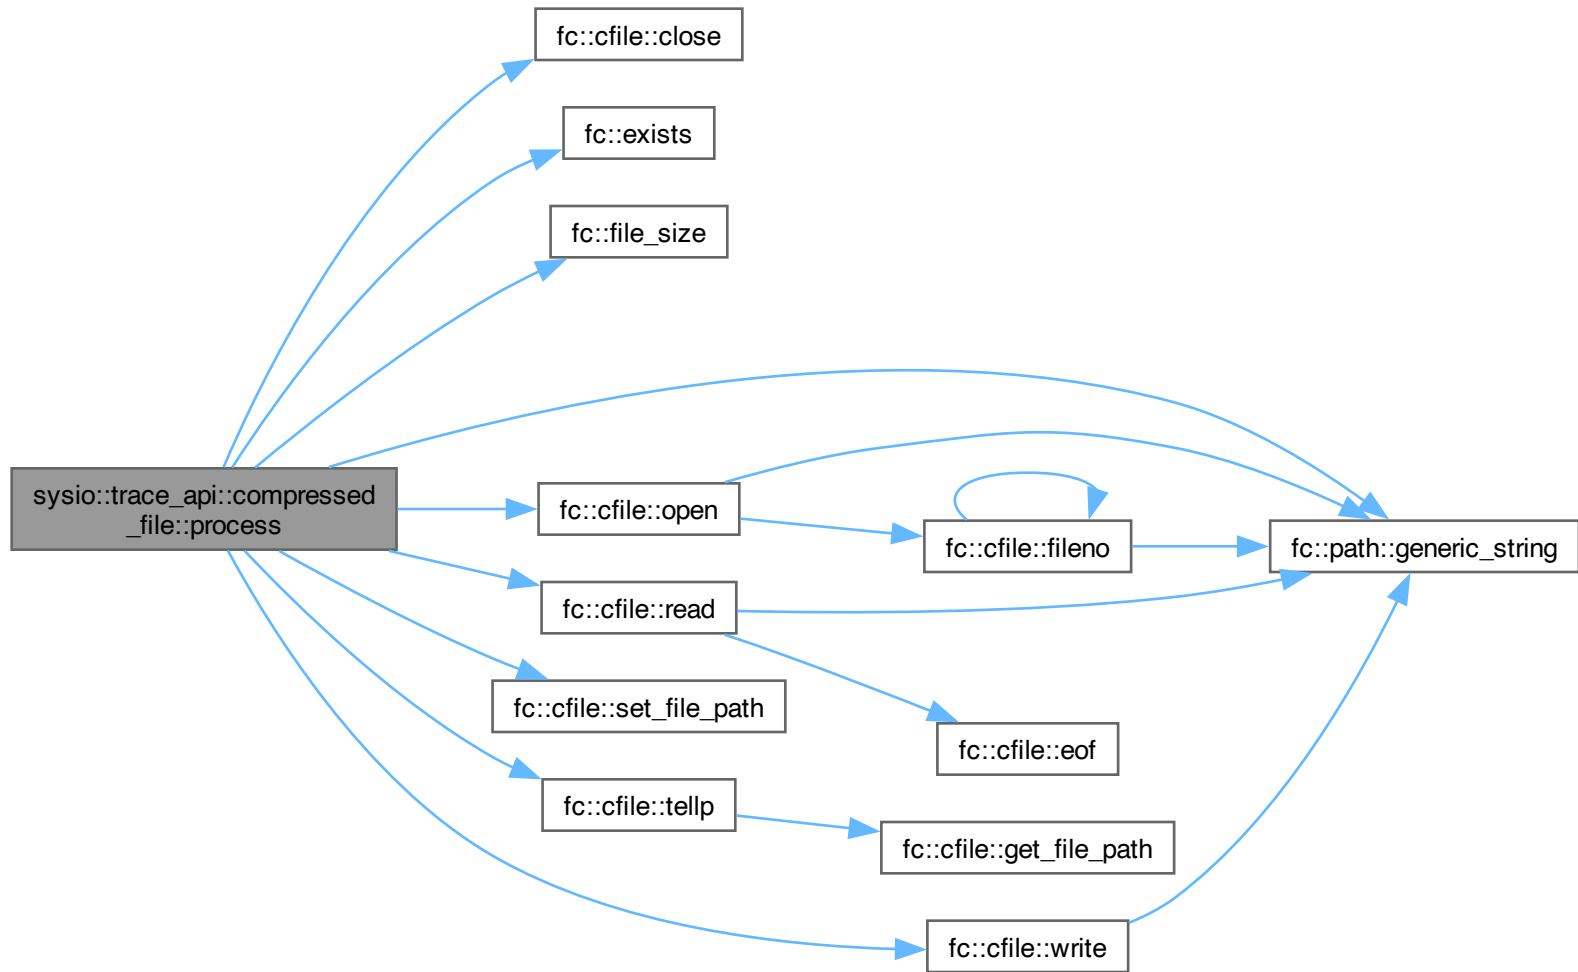 fc::cfile::close
fc::exists
fc::file_size
sysio::trace_api::compressed
_file::process
fc::cfile::open
fc::cfile::fileno
fc::path::generic_string
fc::cfile::read
fc::cfile::set_file_path
fc::cfile::eof
fc::cfile::tellp
fc::cfile::get_file_path
fc::cfile::write